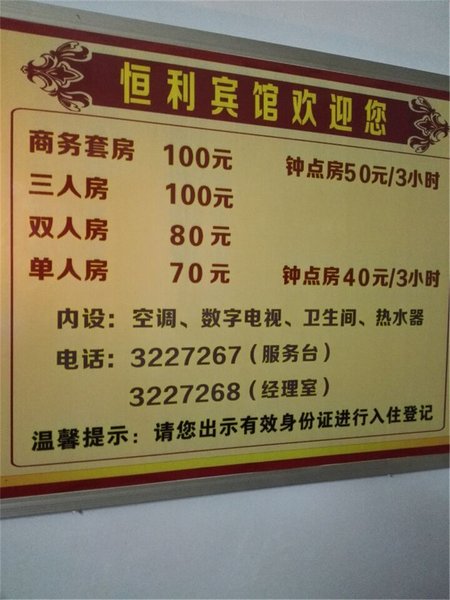 恒利宾馆欢迎您
商务套房 100元 钟点房50元/3小时
三人房 100元
双人房 80元
单人房 70元 钟点房40元/3小时
内设：空调、数字电视、卫生间、热水器
电话：3227267（服务台）
3227268（经理室）
温馨提示：请您出示有效身份证进行入住登记